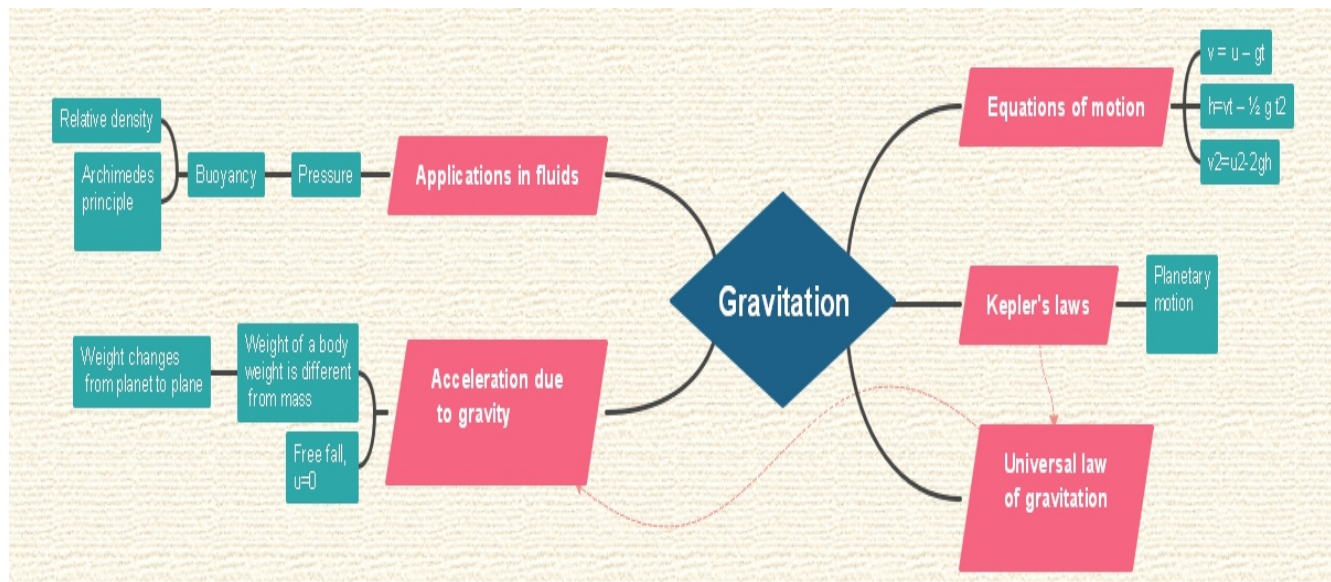 Gravitation
Equations of motion
v = u – gt
h=vt – ½ g t2
v2=u2-2gh
Kepler's laws
Planetary
motion
Universal law
of gravitation
Applications in fluids
Pressure
Buoyancy
Relative density
Archimedes
principle
Acceleration due
to gravity
Weight of a body
weight is different
from mass
Weight changes
from planet to plane
Free fall,
u=0